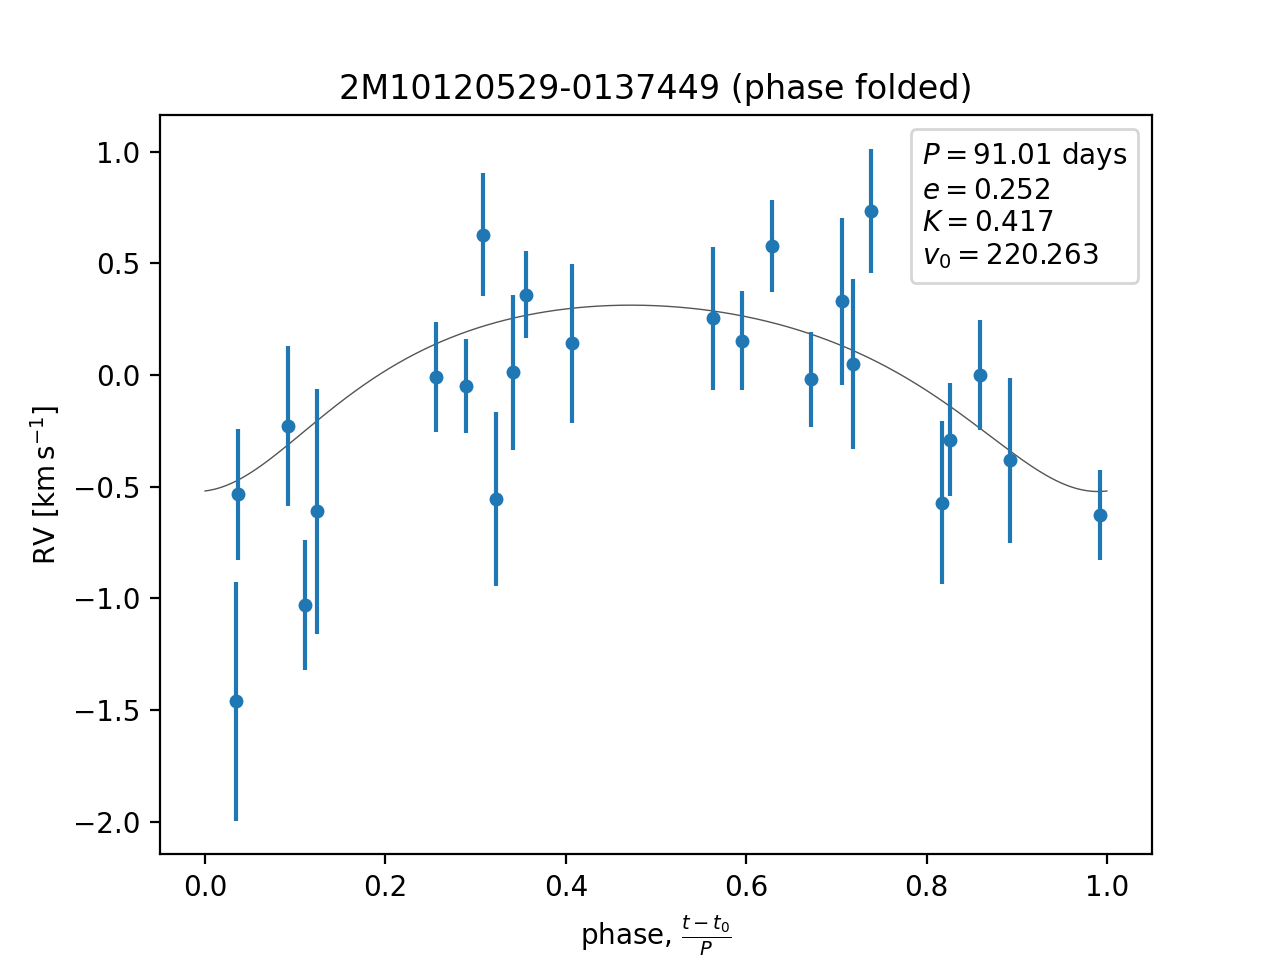 2M10120529-0137449 (phase folded)
P = 91.01 days
e = 0.252
K = 0.417
v₀ = 220.263
1.0
0.5
0.0
−0.5
−1.0
−1.5
−2.0
RV [km s⁻¹]
0.0 0.2 0.4 0.6 0.8 1.0
phase, (t − t₀)/P